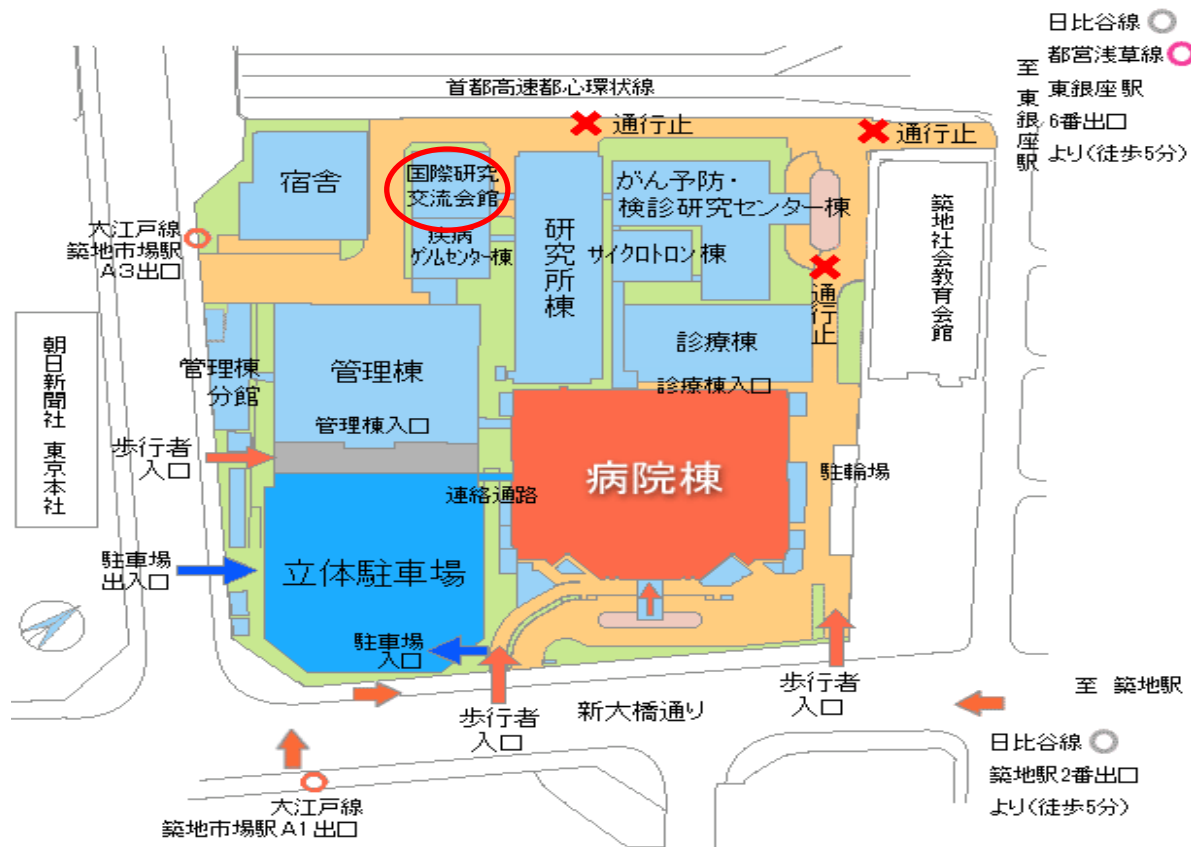 日比谷線
都営浅草線
至 東銀座駅
東銀座駅
6番出口
より(徒歩5分)
首都高速都心環状線
通行止
通行止
宿舎
国際研究
交流会館
がん予防・
検診研究センター棟
疾病
ゲノムセンター棟
研究所棟
サイクロトロン棟
築地社会教育会館
大江戸線
築地市場駅
A3出口
通行止
朝日新聞社 東京本社
管理棟
分館
管理棟
管理棟入口
診療棟
診療棟入口
歩行者
入口
病院棟
駐輪場
連絡通路
駐車場
出入口
立体駐車場
駐車場
入口
歩行者
入口
新大橋通り
歩行者
入口
至 築地駅
日比谷線
築地駅2番出口
より(徒歩5分)
大江戸線
築地市場駅A1出口